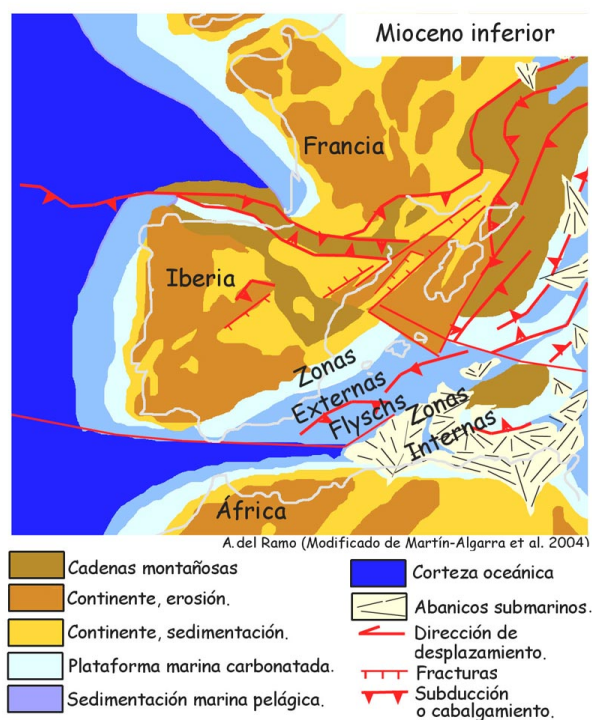 Mioceno inferior
Francia
Iberia
Zonas
Externas
Flyschs
Zonas
Internas
África
A.del Ramo (Modificado de Martín-Algarra et al. 2004)
Cadenas montañosas
Continente, erosión.
Continente, sedimentación.
Plataforma marina carbonatada.
Sedimentación marina pelágica.
Corteza oceánica
Abanicos submarinos.
Dirección de
desplazamiento.
Fracturas
Subducción
o cabalgamiento.